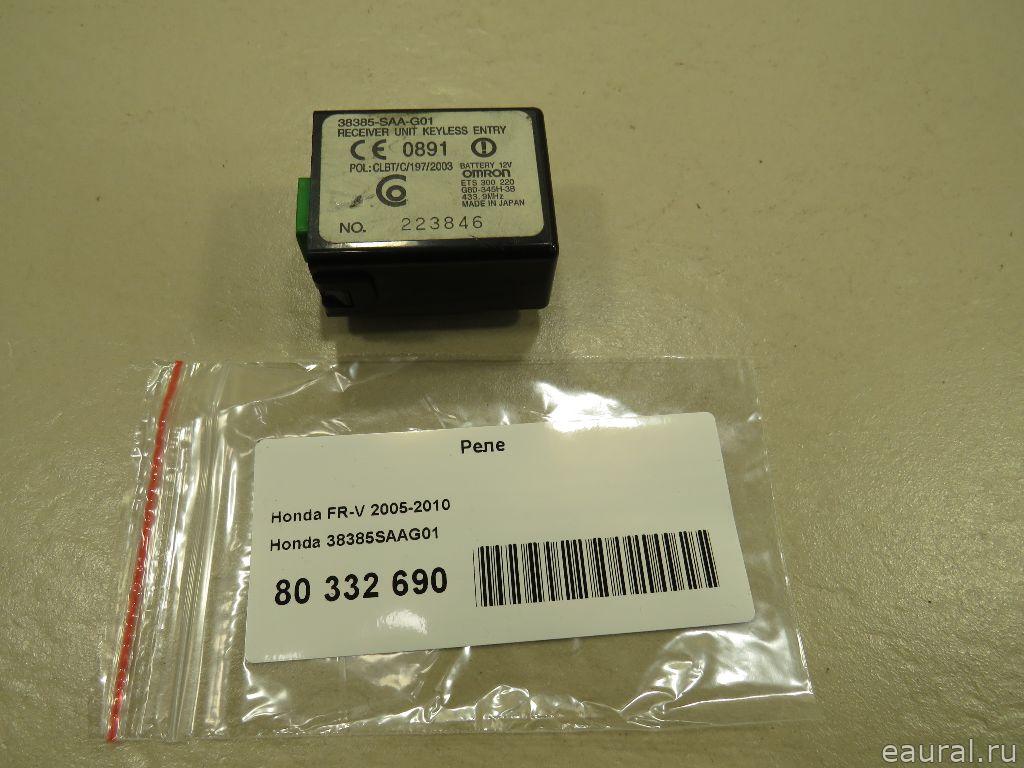 38385-SAA-G01
RECEIVER UNIT KEYLESS ENTRY
CE 0891
POL:CLBT/C/197/2003
BATTERY 12V
OMRON
ETS 300 220
G8D-345H-38
433.9MHz
MADE IN JAPAN
NO. 223846
Реле
Honda FR-V 2005-2010
Honda 38385SAAG01
80 332 690
eaural.ru